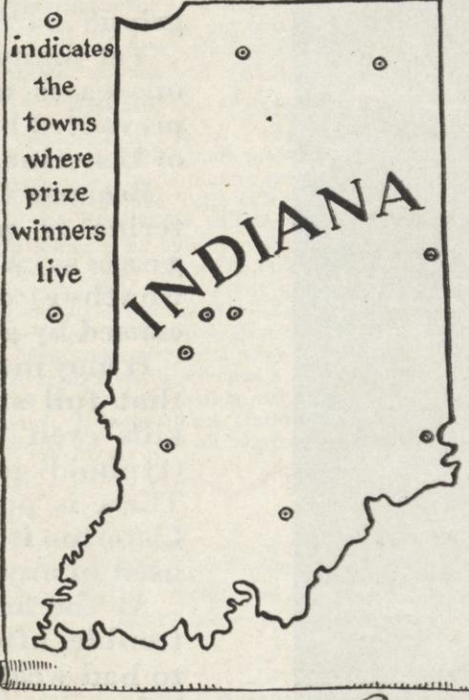 indicates
the
towns
where
prize
winners
live
INDIANA